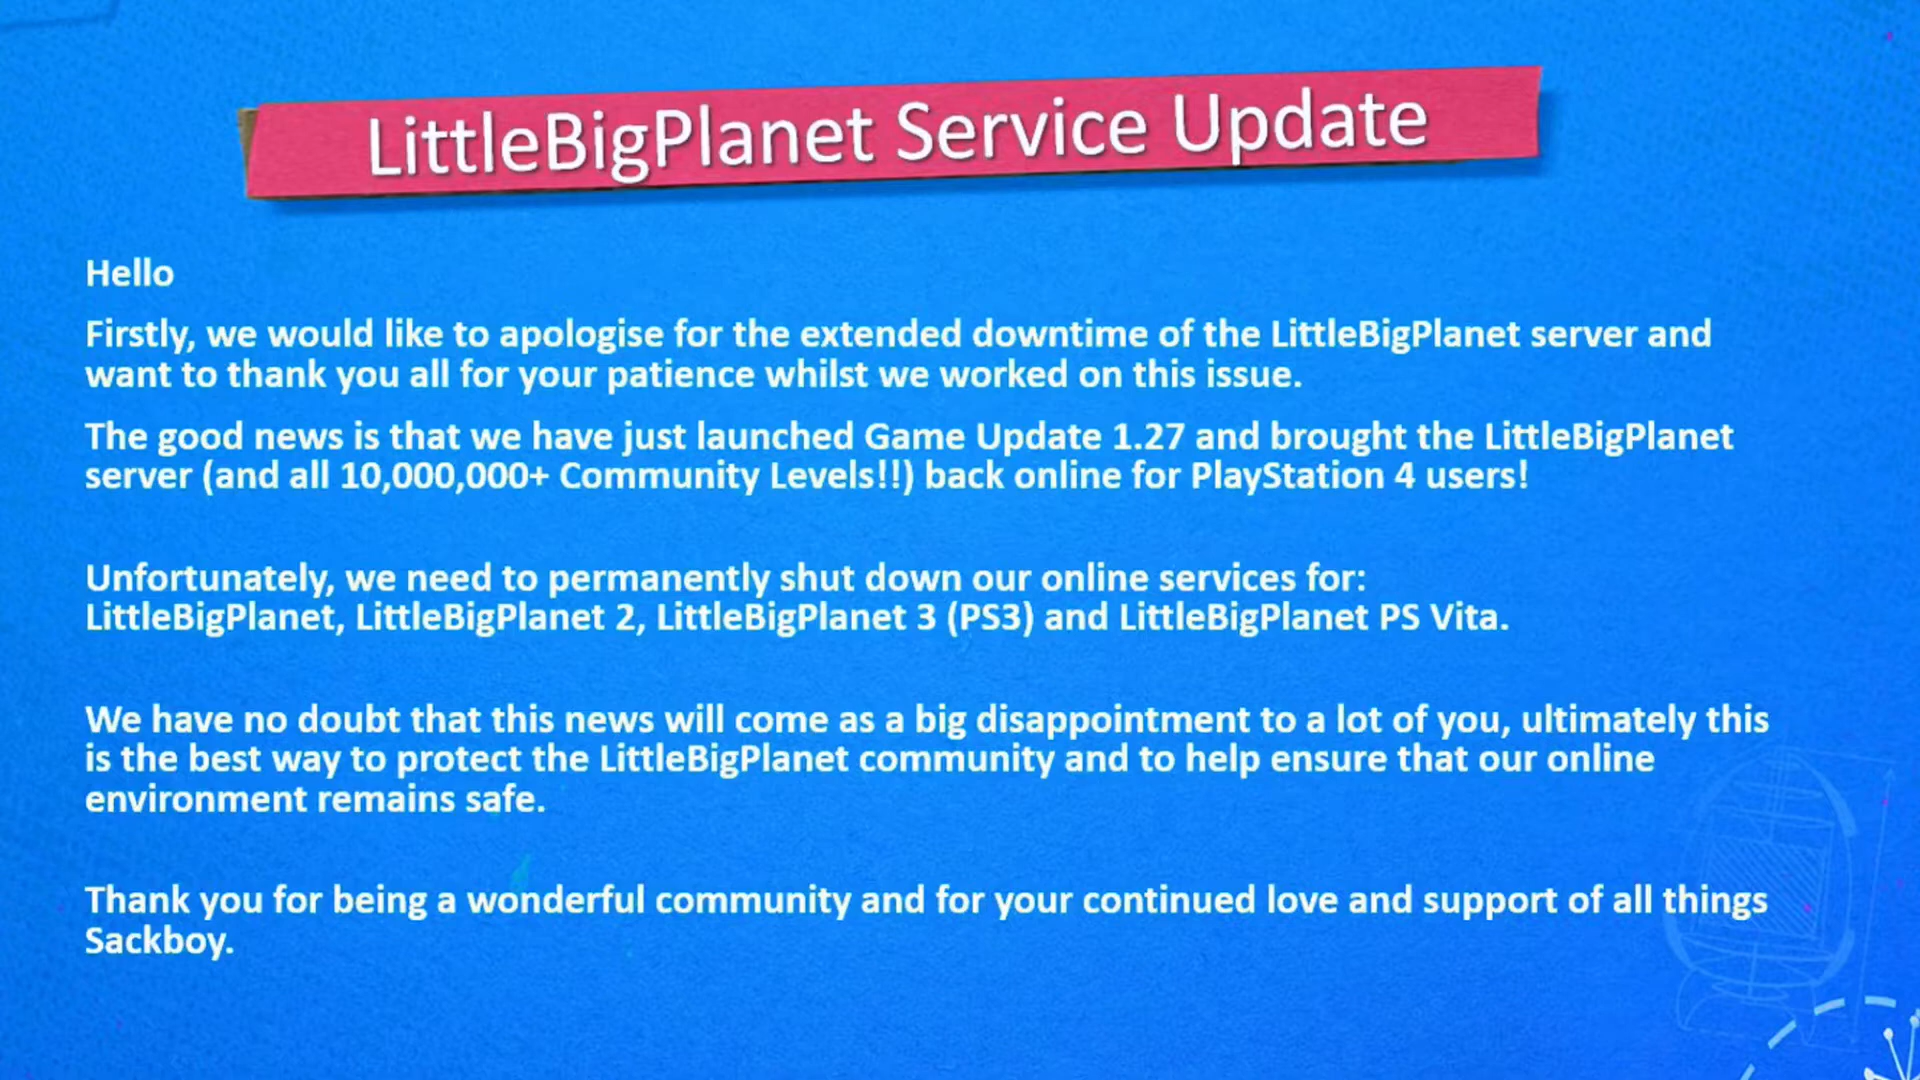 LittleBigPlanet Service Update
Hello
Firstly, we would like to apologise for the extended downtime of the LittleBigPlanet server and
want to thank you all for your patience whilst we worked on this issue.
The good news is that we have just launched Game Update 1.27 and brought the LittleBigPlanet
server (and all 10,000,000+ Community Levels!!) back online for PlayStation 4 users!
Unfortunately, we need to permanently shut down our online services for:
LittleBigPlanet, LittleBigPlanet 2, LittleBigPlanet 3 (PS3) and LittleBigPlanet PS Vita.
We have no doubt that this news will come as a big disappointment to a lot of you, ultimately this
is the best way to protect the LittleBigPlanet community and to help ensure that our online
environment remains safe.
Thank you for being a wonderful community and for your continued love and support of all things
Sackboy.